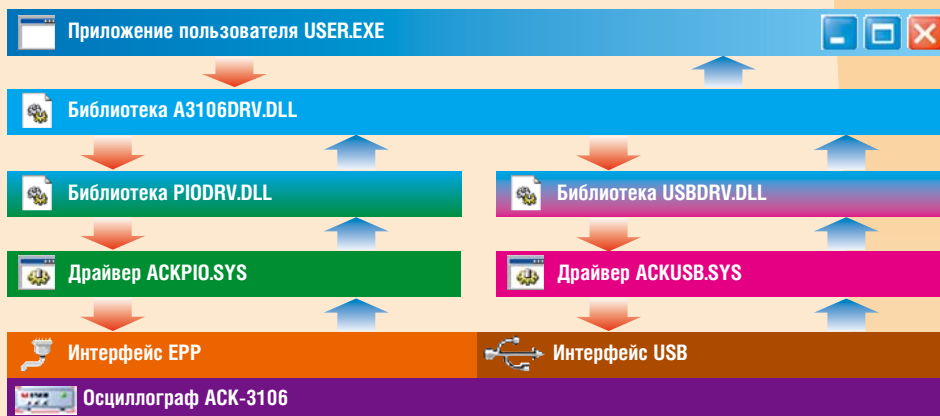 Приложение пользователя USER.EXE
Библиотека A3106DRV.DLL
Библиотека PIODRV.DLL
Библиотека USBDRV.DLL
Драйвер ACKPIO.SYS
Драйвер ACKUSB.SYS
Интерфейс EPP
Интерфейс USB
Осциллограф АСК-3106